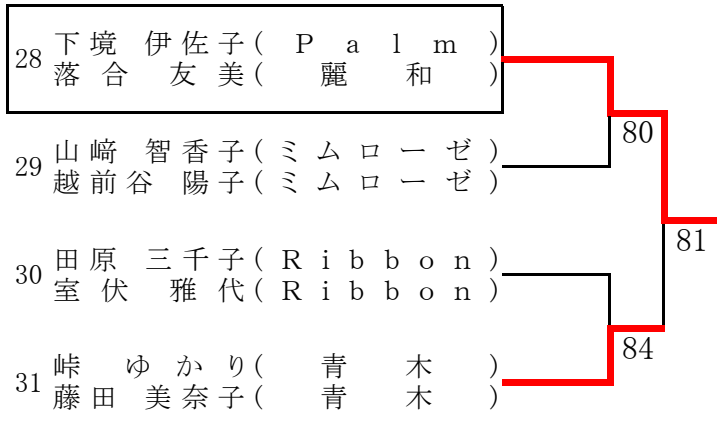 28 下境 伊佐子(Palm)
落合 友美(麗和)
80
29 山﨑 智香子(ミムローゼ)
越前谷 陽子(ミムローゼ)
81
30 田原 三千子(Ribbon)
室伏 雅代(Ribbon)
84
31 峠 ゆかり(青木)
藤田 美奈子(青木)